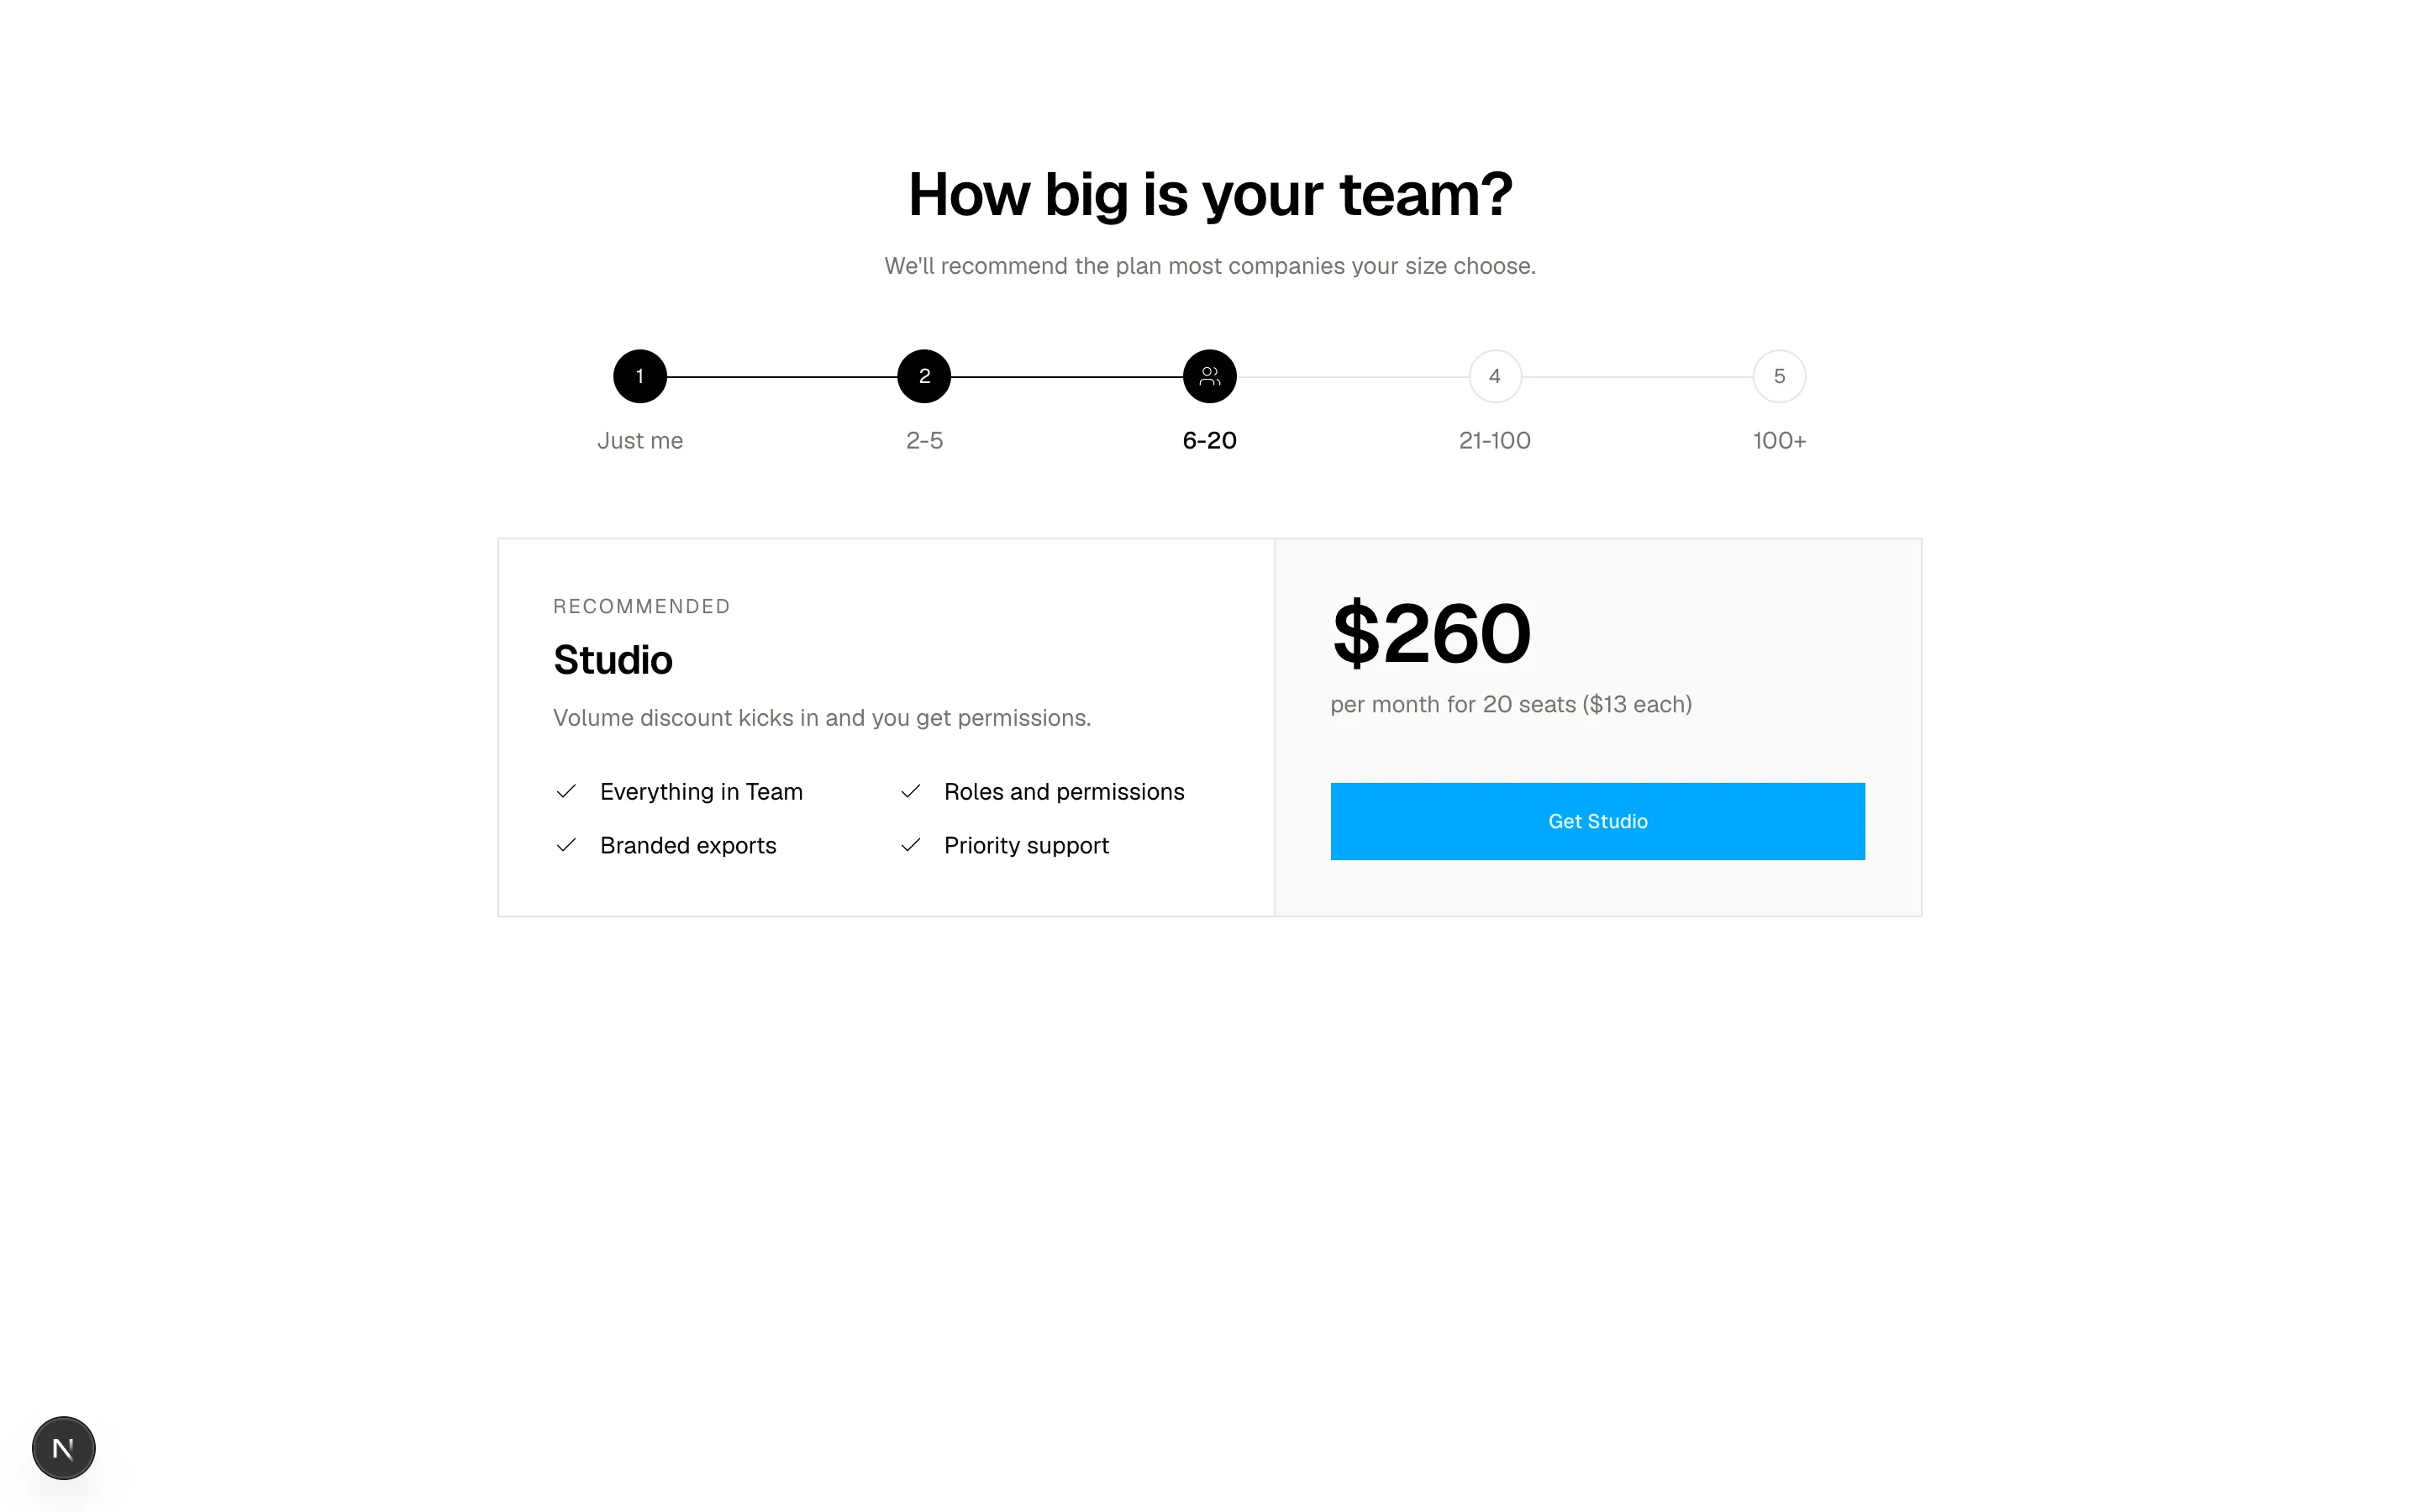 How big is your team?
We'll recommend the plan most companies your size choose.
1
2
4
5
Just me
2-5
6-20
21-100
100+
RECOMMENDED
Studio
Volume discount kicks in and you get permissions.
Everything in Team
Roles and permissions
Branded exports
Priority support
$260
per month for 20 seats ($13 each)
Get Studio
N